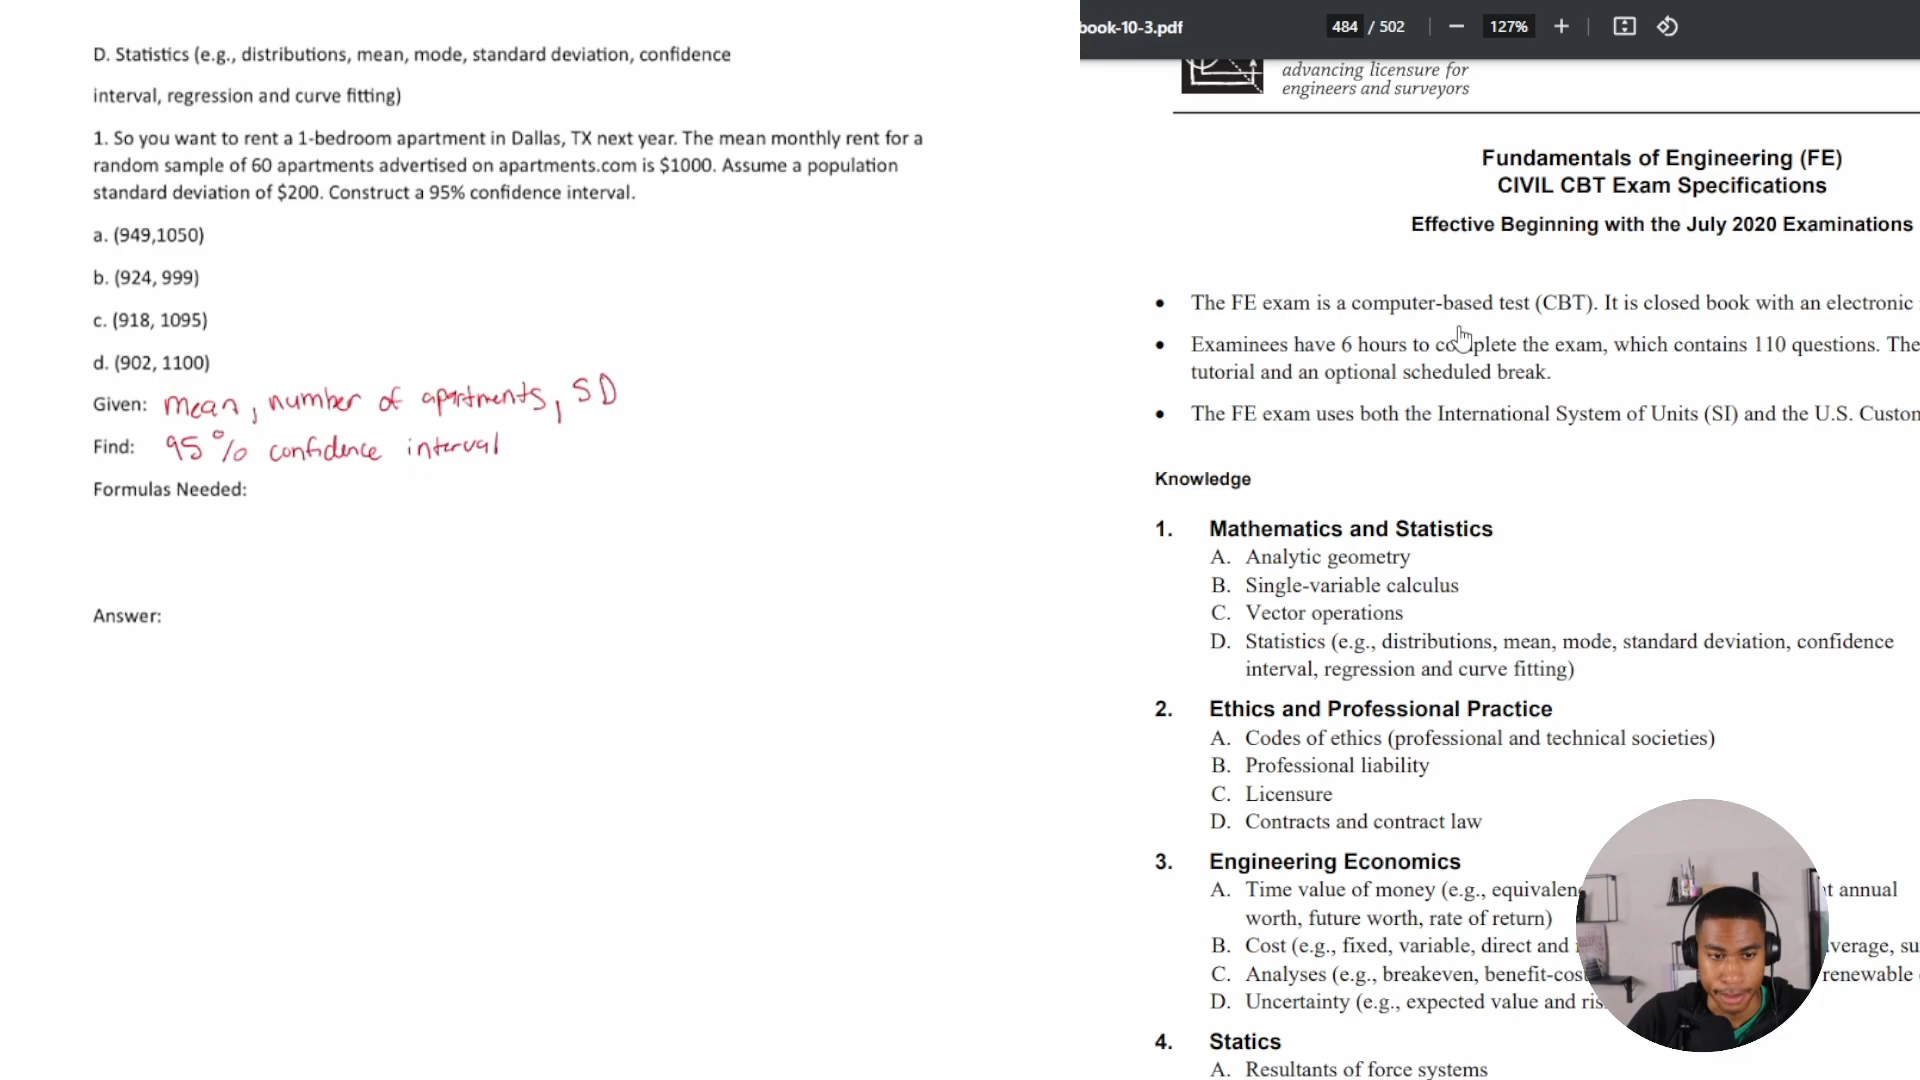 D. Statistics (e.g., distributions, mean, mode, standard deviation, confidence
interval, regression and curve fitting)
1. So you want to rent a 1-bedroom apartment in Dallas, TX next year. The mean monthly rent for a
random sample of 60 apartments advertised on apartments.com is $1000. Assume a population
standard deviation of $200. Construct a 95% confidence interval.
a. (949,1050)
b. (924, 999)
c. (918, 1095)
d. (902, 1100)
Given: mean, number of apartments, SD
Find: 95% confidence interval
Formulas Needed:
Answer:
book-10-3.pdf
484 / 502
127%
advancing licensure for
engineers and surveyors
Fundamentals of Engineering (FE)
CIVIL CBT Exam Specifications
Effective Beginning with the July 2020 Examinations
• The FE exam is a computer-based test (CBT). It is closed book with an electronic
• Examinees have 6 hours to complete the exam, which contains 110 questions. The
tutorial and an optional scheduled break.
• The FE exam uses both the International System of Units (SI) and the U.S. Custom
Knowledge
1. Mathematics and Statistics
A. Analytic geometry
B. Single-variable calculus
C. Vector operations
D. Statistics (e.g., distributions, mean, mode, standard deviation, confidence
interval, regression and curve fitting)
2. Ethics and Professional Practice
A. Codes of ethics (professional and technical societies)
B. Professional liability
C. Licensure
D. Contracts and contract law
3. Engineering Economics
A. Time value of money (e.g., equivalen t annual
worth, future worth, rate of return)
B. Cost (e.g., fixed, variable, direct and verage, su
C. Analyses (e.g., breakeven, benefit-cos renewable
D. Uncertainty (e.g., expected value and ris
4. Statics
A. Resultants of force systems